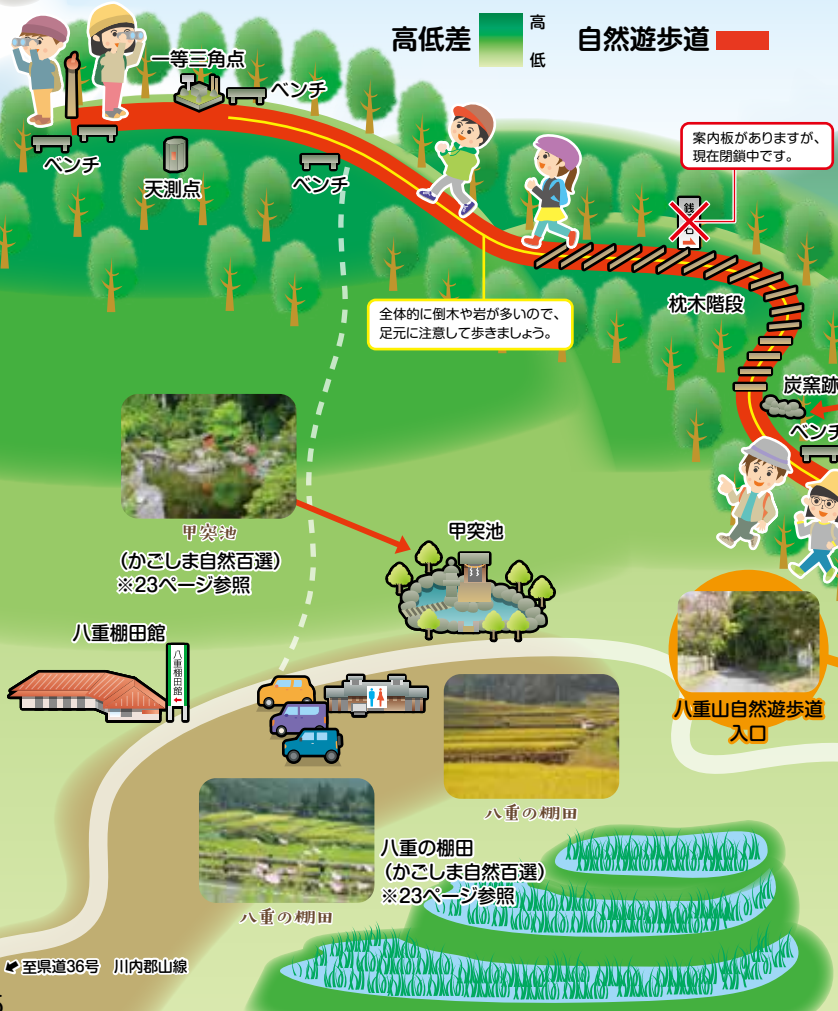 高低差
高
低
自然遊歩道
一等三角点
ベンチ
ベンチ
天測点
ベンチ
案内板がありますが、
現在閉鎖中です。
全体的に倒木や岩が多いので、
足元に注意して歩きましょう。
枕木階段
炭窯跡
ベンチ
甲突池
(かごしま自然百選)
※23ページ参照
甲突池
八重棚田館
八重棚田館
八重山自然遊歩道
入口
八重の棚田
八重の棚田
(かごしま自然百選)
※23ページ参照
八重の棚田
至県道36号 川内郡山線